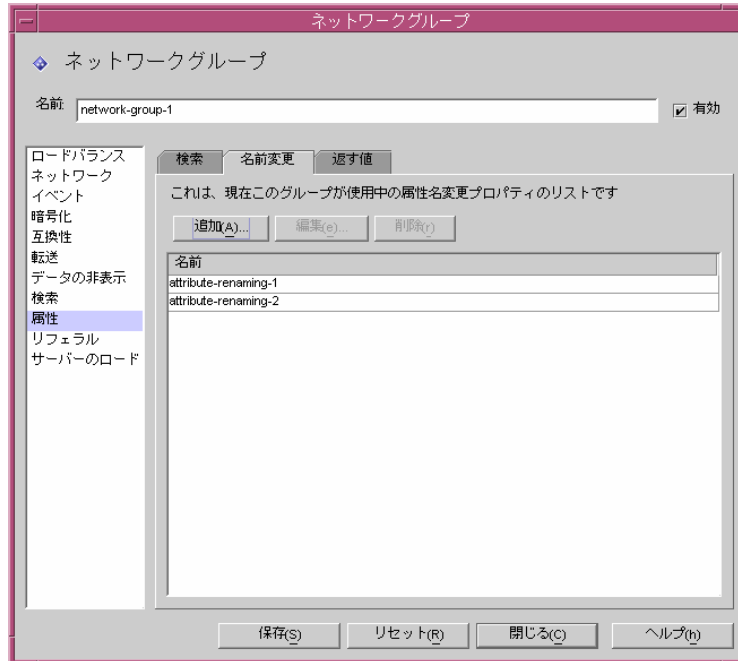 ネットワークグループ
ネットワークグループ
名前: network-group-1 有効
ロードバランス
ネットワーク
イベント
暗号化
互換性
転送
データの非表示
検索
属性
リフェラル
サーバーのロード
検索 名前変更 返す値
これは、現在このグループが使用中の属性名変更プロパティのリストです
追加(A)... 編集(e)... 削除(r)
名前
attribute-renaming-1
attribute-renaming-2
保存(S) リセット(R) 閉じる(C) ヘルプ(h)